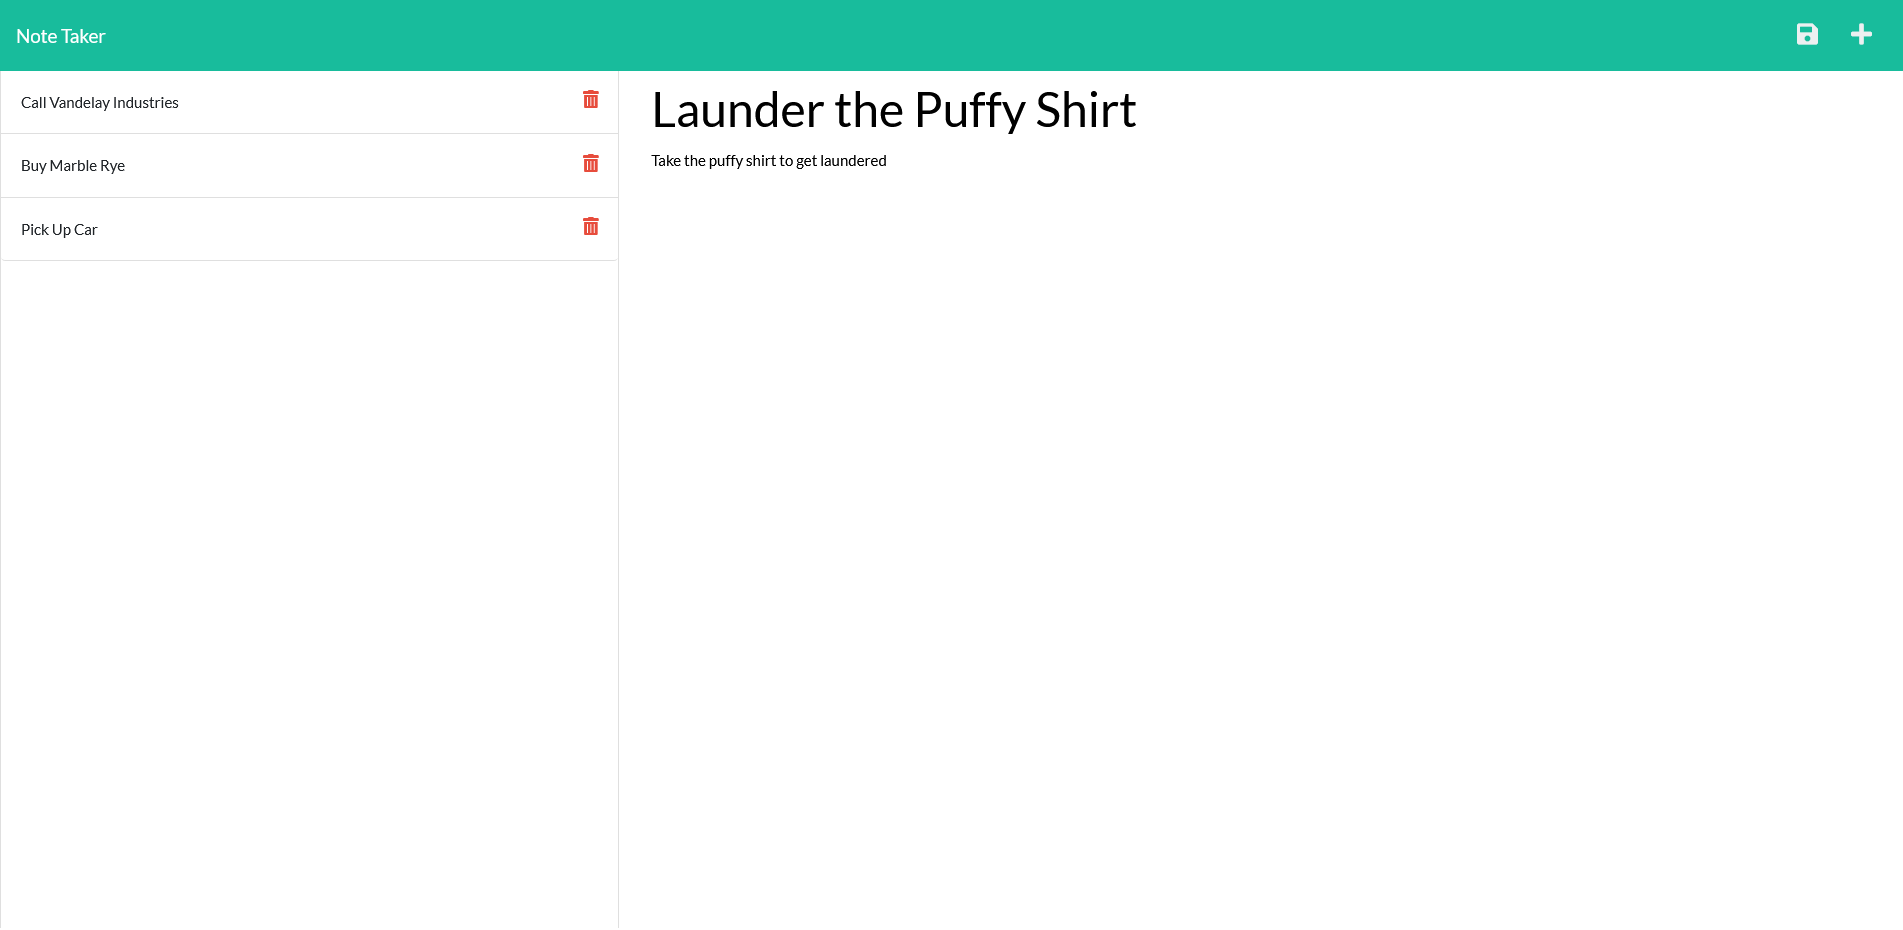 Note Taker
Call Vandelay Industries
Buy Marble Rye
Pick Up Car
Launder the Puffy Shirt
Take the puffy shirt to get laundered